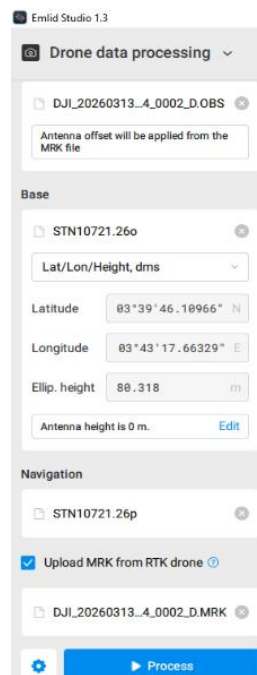 Emlid Studio 1.3
Drone data processing
DJI_20260313...4_0002_D.OBS
Antenna offset will be applied from the
MRK file
Base
STN10721.26o
Lat/Lon/Height, dms
Latitude 03°39'46.10966" N
Longitude 03°43'17.66329" E
Ellip. height 80.318 m
Antenna height is 0 m. Edit
Navigation
STN10721.26p
Upload MRK from RTK drone ?
DJI_20260313...4_0002_D.MRK
Process